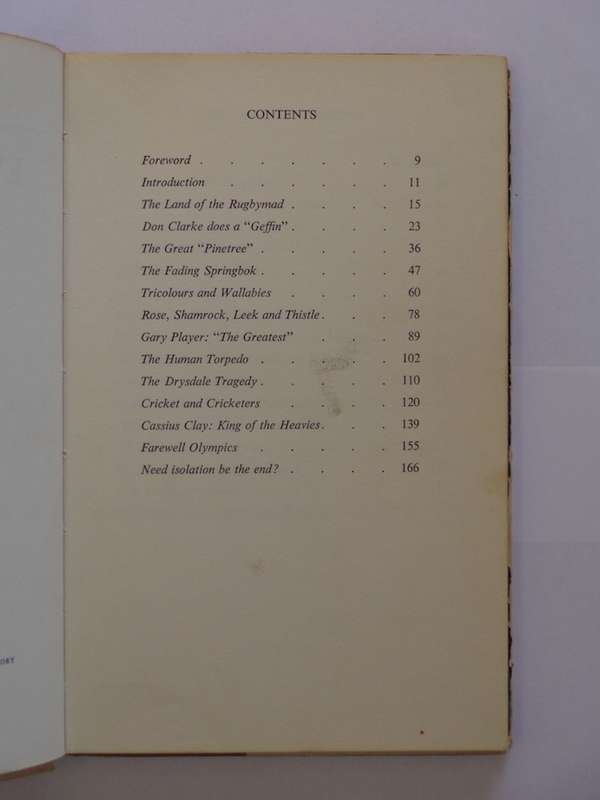 CONTENTS
Foreword . . . . . . . 9
Introduction . . . . . . 11
The Land of the Rugbymad . . . . 15
Don Clarke does a “Geffin” . . . . 23
The Great “Pinetree” . . . . . 36
The Fading Springbok . . . . . 47
Tricolours and Wallabies . . . . 60
Rose, Shamrock, Leek and Thistle . . . 78
Gary Player: “The Greatest” . . . 89
The Human Torpedo . . . . . 102
The Drysdale Tragedy . . . . . 110
Cricket and Cricketers . . . . 120
Cassius Clay: King of the Heavies . . . 139
Farewell Olympics . . . . . 155
Need isolation be the end? . . . . 166